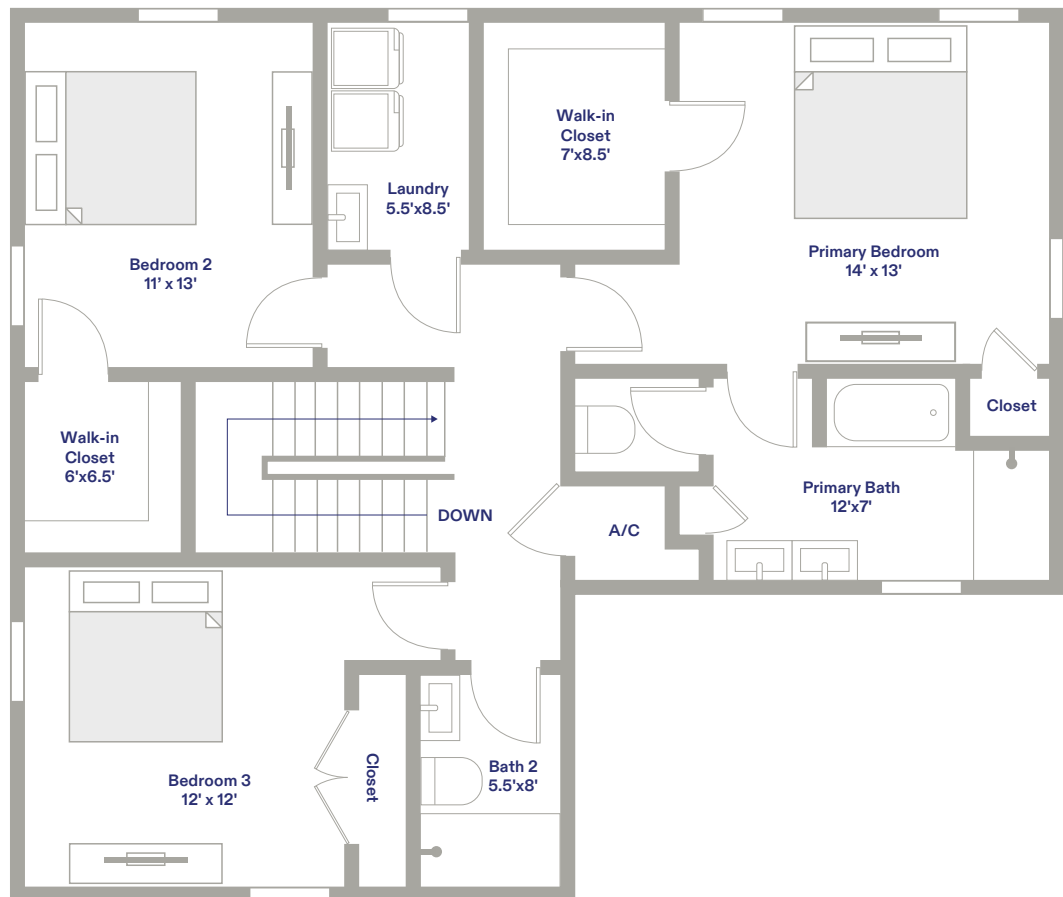 Walk-in
Closet
7'x8.5'
Laundry
5.5'x8.5'
Bedroom 2
11' x 13'
Primary Bedroom
14' x 13'
Walk-in
Closet
6'x6.5'
Closet
Primary Bath
12'x7'
DOWN
A/C
Bedroom 3
12' x 12'
Closet
Bath 2
5.5'x8'